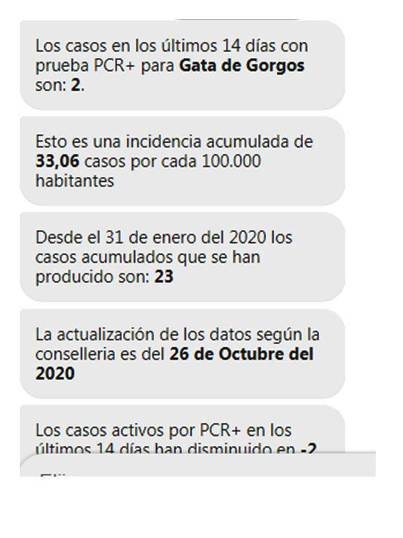 Los casos en los últimos 14 días con
prueba PCR+ para Gata de Gorgos
son: 2.
Esto es una incidencia acumulada de
33,06 casos por cada 100.000
habitantes
Desde el 31 de enero del 2020 los
casos acumulados que se han
producido son: 23
La actualización de los datos según la
conselleria es del 26 de Octubre del
2020
Los casos activos por PCR+ en los
últimos 14 días han disminuido en -2